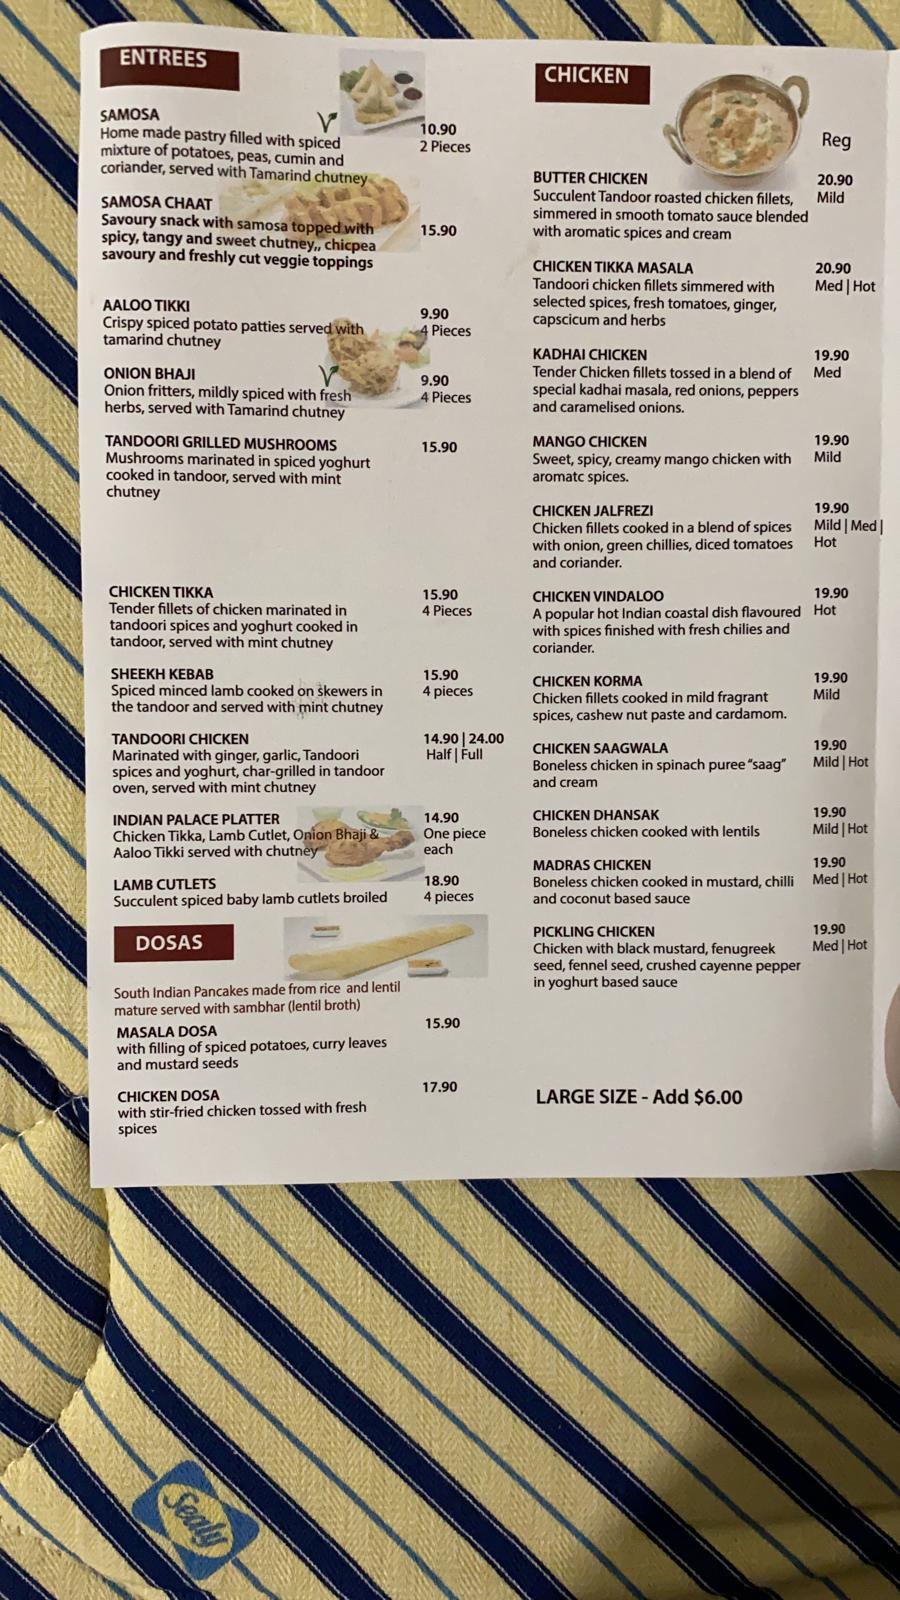 ENTREES
SAMOSA
Home made pastry filled with spiced
mixture of potatoes, peas, cumin and
coriander, served with Tamarind chutney
10.90
2 Pieces
SAMOSA CHAAT
Savoury snack with samosa topped with
spicy, tangy and sweet chutney,, chicpea
savoury and freshly cut veggie toppings
15.90
AALOO TIKKI
Crispy spiced potato patties served with
tamarind chutney
9.90
4 Pieces
ONION BHAJI
Onion fritters, mildly spiced with fresh
herbs, served with Tamarind chutney
9.90
4 Pieces
TANDOORI GRILLED MUSHROOMS
Mushrooms marinated in spiced yoghurt
cooked in tandoor, served with mint
chutney
15.90
CHICKEN TIKKA
Tender fillets of chicken marinated in
tandoori spices and yoghurt cooked in
tandoor, served with mint chutney
15.90
4 Pieces
SHEEKH KEBAB
Spiced minced lamb cooked on skewers in
the tandoor and served with mint chutney
15.90
4 pieces
TANDOORI CHICKEN
Marinated with ginger, garlic, Tandoori
spices and yoghurt, char-grilled in tandoor
oven, served with mint chutney
14.90 | 24.00
Half | Full
INDIAN PALACE PLATTER
Chicken Tikka, Lamb Cutlet, Onion Bhaji &
Aaloo Tikki served with chutney
14.90
One piece
each
LAMB CUTLETS
Succulent spiced baby lamb cutlets broiled
18.90
4 pieces
DOSAS
South Indian Pancakes made from rice and lentil
mature served with sambhar (lentil broth)
MASALA DOSA
with filling of spiced potatoes, curry leaves
and mustard seeds
15.90
CHICKEN DOSA
with stir-fried chicken tossed with fresh
spices
17.90
CHICKEN
Reg
BUTTER CHICKEN
Succulent Tandoor roasted chicken fillets,
simmered in smooth tomato sauce blended
with aromatic spices and cream
20.90
Mild
CHICKEN TIKKA MASALA
Tandoori chicken fillets simmered with
selected spices, fresh tomatoes, ginger,
capscicum and herbs
20.90
Med | Hot
KADHAI CHICKEN
Tender Chicken fillets tossed in a blend of
special kadhai masala, red onions, peppers
and caramelised onions.
19.90
Med
MANGO CHICKEN
Sweet, spicy, creamy mango chicken with
aromatc spices.
19.90
Mild
CHICKEN JALFREZI
Chicken fillets cooked in a blend of spices
with onion, green chillies, diced tomatoes
and coriander.
19.90
Mild | Med |
Hot
CHICKEN VINDALOO
A popular hot Indian coastal dish flavoured
with spices finished with fresh chilies and
coriander.
19.90
Hot
CHICKEN KORMA
Chicken fillets cooked in mild fragrant
spices, cashew nut paste and cardamom.
19.90
Mild
CHICKEN SAAGWALA
Boneless chicken in spinach puree "saag"
and cream
19.90
Mild | Hot
CHICKEN DHANSAK
Boneless chicken cooked with lentils
19.90
Mild | Hot
MADRAS CHICKEN
Boneless chicken cooked in mustard, chilli
and coconut based sauce
19.90
Med | Hot
PICKLING CHICKEN
Chicken with black mustard, fenugreek
seed, fennel seed, crushed cayenne pepper
in yoghurt based sauce
19.90
Med | Hot
LARGE SIZE - Add $6.00
Sealy